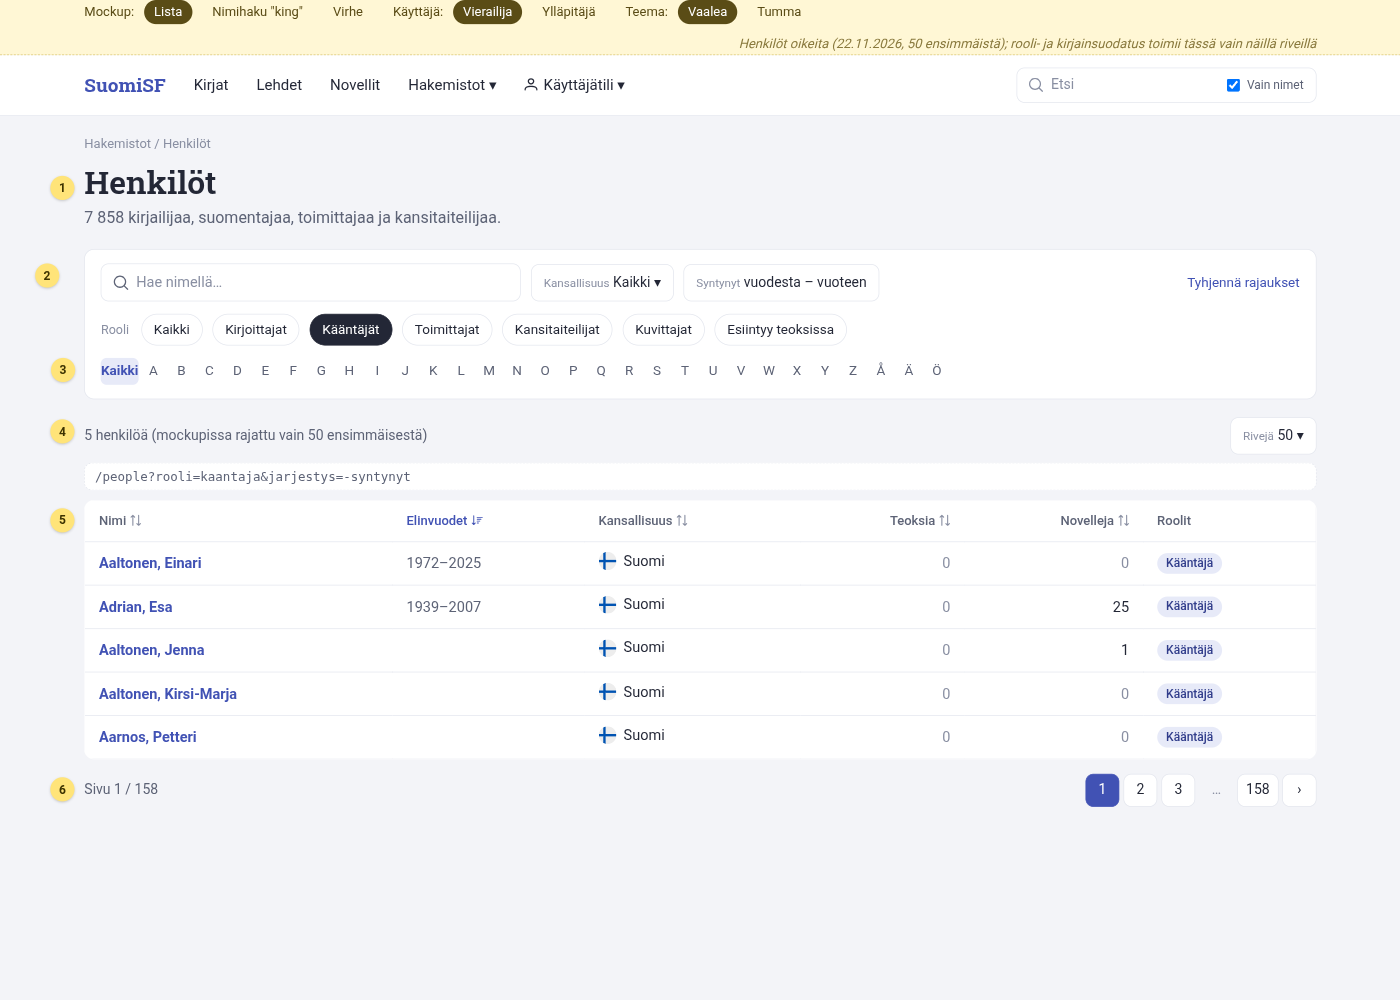 Mockup: Lista Nimihaku "king" Virhe Käyttäjä: Vierailija Ylläpitäjä Teema: Vaalea Tumma
Henkilöt oikeita (22.11.2026, 50 ensimmäistä); rooli- ja kirjainsuodatus toimii tässä vain näillä riveillä
SuomiSF Kirjat Lehdet Novellit Hakemistot ▾ Käyttäjätili ▾ Etsi Vain nimet
Hakemistot / Henkilöt
1 Henkilöt
7 858 kirjailijaa, suomentajaa, toimittajaa ja kansitaiteilijaa.
2 Hae nimellä… Kansallisuus Kaikki ▾ Syntynyt vuodesta – vuoteen Tyhjennä rajaukset
Rooli Kaikki Kirjoittajat Kääntäjät Toimittajat Kansitaiteilijat Kuvittajat Esiintyy teoksissa
3 Kaikki A B C D E F G H I J K L M N O P Q R S T U V W X Y Z Å Ä Ö
4 5 henkilöä (mockupissa rajattu vain 50 ensimmäisestä) Rivejä 50 ▾
/people?rooli=kaantaja&jarjestys=-syntynyt
5 Nimi Elinvuodet Kansallisuus Teoksia Novelleja Roolit
Aaltonen, Einari 1972–2025 Suomi 0 0 Kääntäjä
Adrian, Esa 1939–2007 Suomi 0 25 Kääntäjä
Aaltonen, Jenna Suomi 0 1 Kääntäjä
Aaltonen, Kirsi-Marja Suomi 0 0 Kääntäjä
Aarnos, Petteri Suomi 0 0 Kääntäjä
6 Sivu 1 / 158 1 2 3 … 158 ›